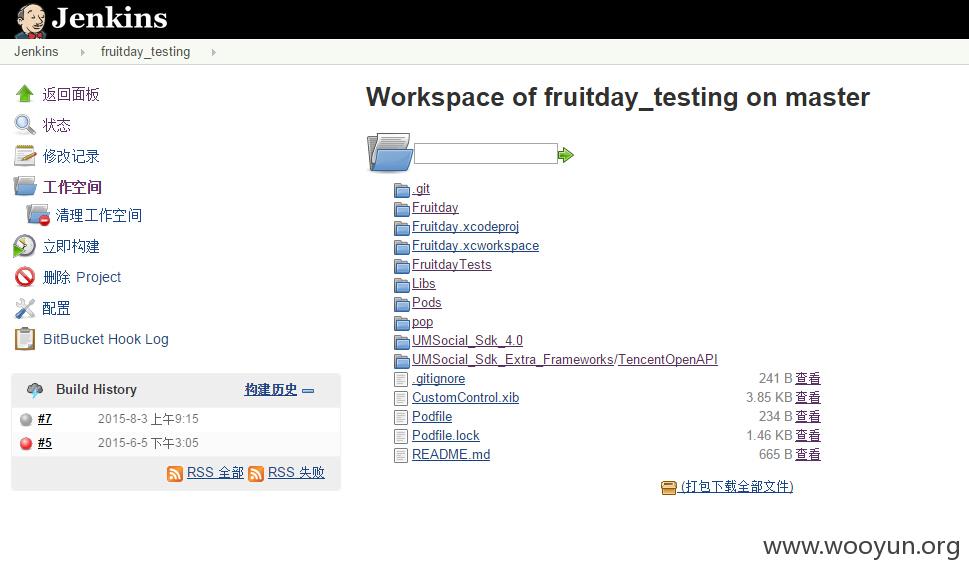 Jenkins
Jenkins fruitday_testing
返回面板
状态
修改记录
工作空间
清理工作空间
立即构建
删除 Project
配置
BitBucket Hook Log
Build History 构建历史
#7 2015-8-3 上午9:15
#5 2015-6-5 下午3:05
RSS 全部 RSS 失败
Workspace of fruitday_testing on master
.git
Fruitday
Fruitday.xcodeproj
Fruitday.xcworkspace
FruitdayTests
Libs
Pods
pop
UMSocial_Sdk_4.0
UMSocial_Sdk_Extra_Frameworks/TencentOpenAPI
.gitignore 241 B 查看
CustomControl.xib 3.85 KB 查看
Podfile 234 B 查看
Podfile.lock 1.46 KB 查看
README.md 665 B 查看
(打包下载全部文件)
www.wooyun.org